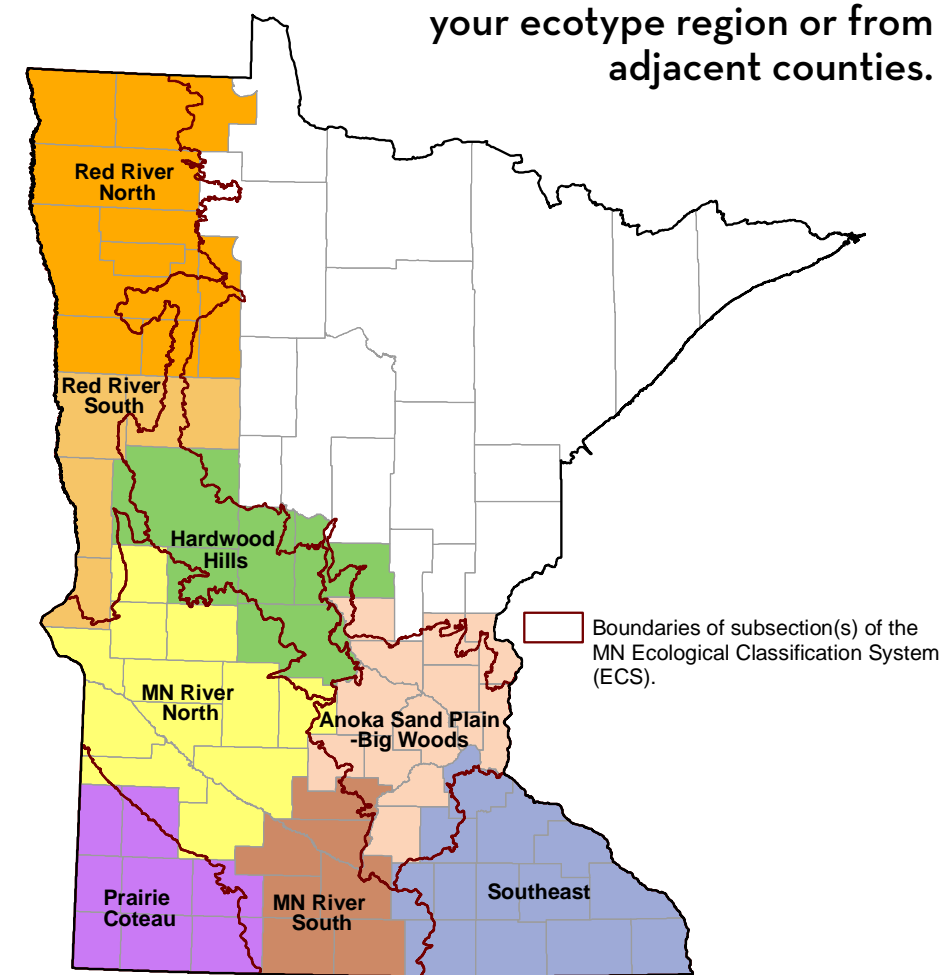 your ecotype region or from
adjacent counties.
Red River
North
Red River
South
Hardwood
Hills
Boundaries of subsection(s) of the
MN Ecological Classification System
(ECS).
MN River
North
Anoka Sand Plain
-Big Woods
Prairie
Coteau
MN River
South
Southeast